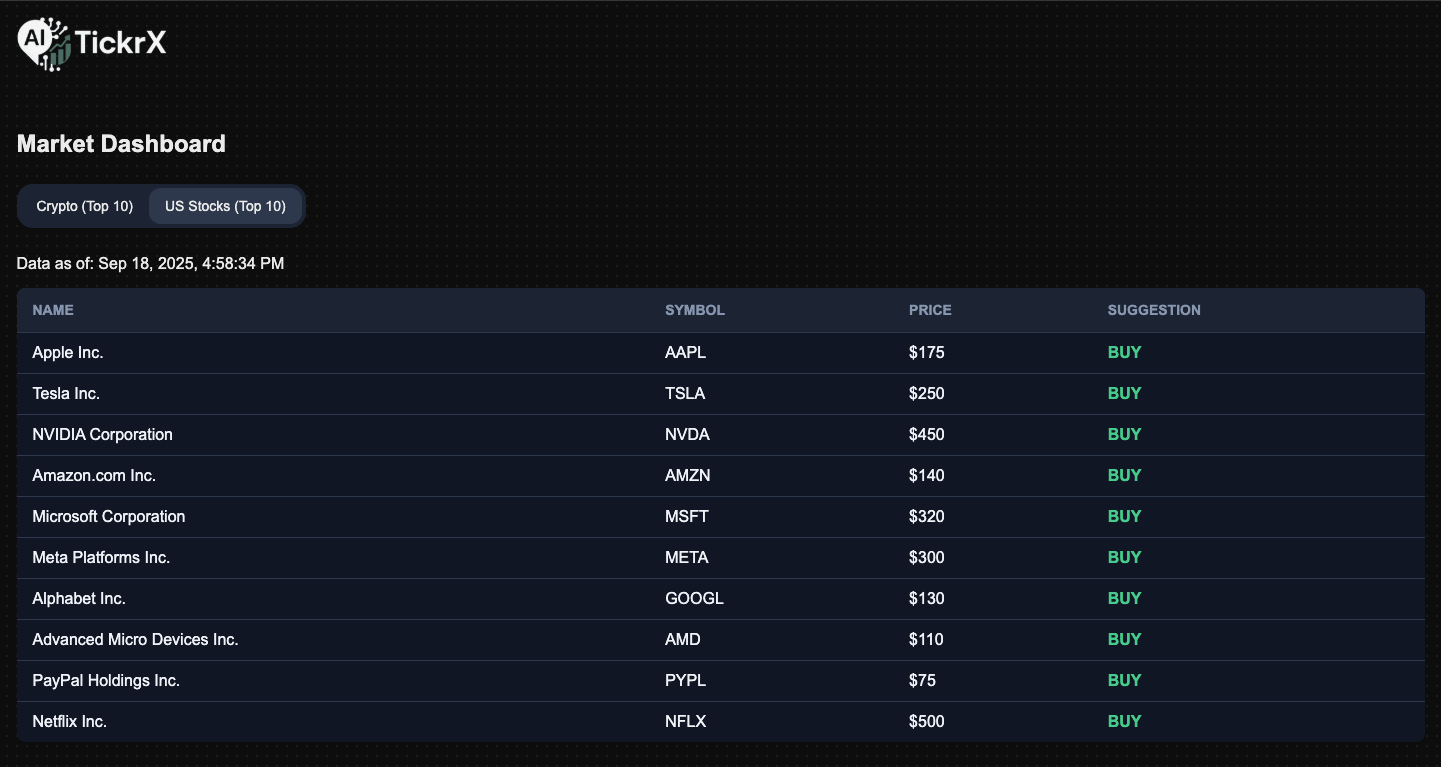 AI TickrX
Market Dashboard
Crypto (Top 10) US Stocks (Top 10)
Data as of: Sep 18, 2025, 4:58:34 PM
NAME SYMBOL PRICE SUGGESTION
Apple Inc. AAPL $175 BUY
Tesla Inc. TSLA $250 BUY
NVIDIA Corporation NVDA $450 BUY
Amazon.com Inc. AMZN $140 BUY
Microsoft Corporation MSFT $320 BUY
Meta Platforms Inc. META $300 BUY
Alphabet Inc. GOOGL $130 BUY
Advanced Micro Devices Inc. AMD $110 BUY
PayPal Holdings Inc. PYPL $75 BUY
Netflix Inc. NFLX $500 BUY